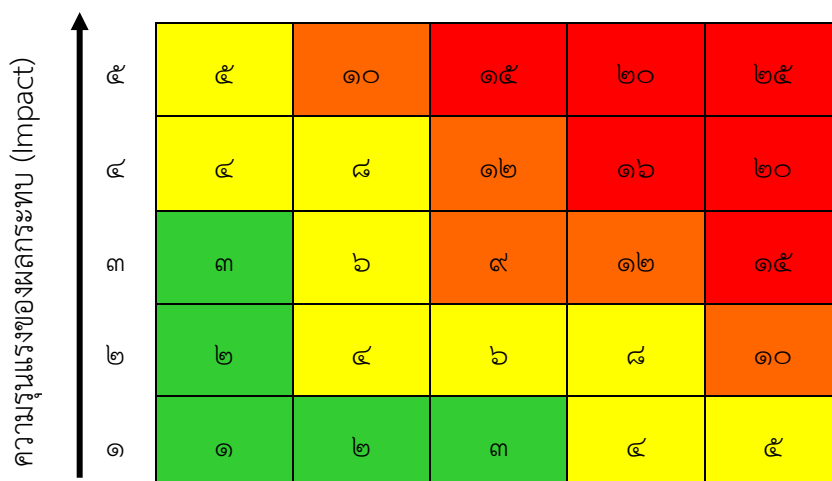 ความรุนแรงของผลกระทบ (Impact)
๕ ๕ ๑๐ ๑๕ ๒๐ ๒๕
๔ ๔ ๘ ๑๒ ๑๖ ๒๐
๓ ๓ ๖ ๙ ๑๒ ๑๕
๒ ๒ ๔ ๖ ๘ ๑๐
๑ ๑ ๒ ๓ ๔ ๕